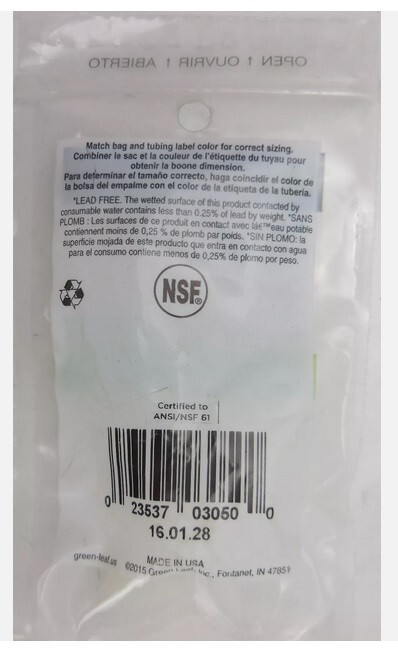 OPEN ↑ OUVRIR ↑ ABIERTO
Match bag and tubing label color for correct sizing.
Combiner le sac et la couleur de l'étiquette du tuyau pour
obtenir la boone dimension.
Para determinar el tamaño correcto, haga coincidir el color de
la bolsa del empalme con el color de la etiqueta de la tubería.
*LEAD FREE. The wetted surface of this product contacted by
consumable water contains less than 0.25% of lead by weight. *SANS
PLOMB : Les surfaces de ce produit en contact avec lâ€™eau potable
contiennent moins de 0,25 % de plomb par poids. *SIN PLOMO: la
superficie mojada de este producto que entra en contacto con agua
para el consumo contiene menos de 0,25% de plomo por peso.
NSF®
Certified to
ANSI/NSF 61
0 23537 03050 0
16.01.28
green-leaf.us
MADE IN USA
©2015 Green Leaf, Inc., Fontanet, IN 47851